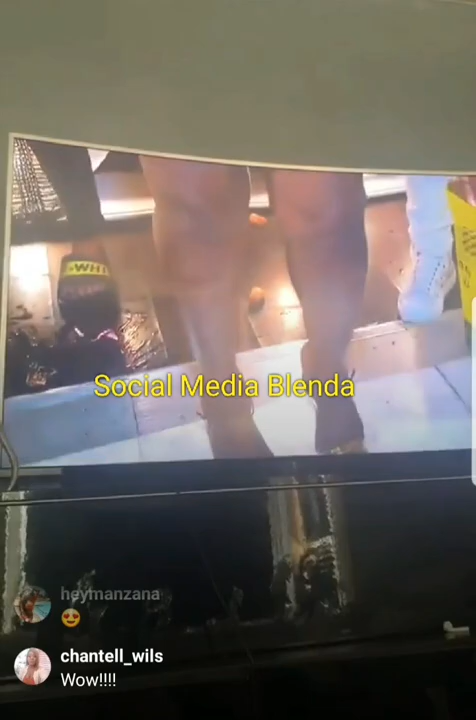 WHI
Social Media Blenda
heymanzana
😍
chantell_wils
Wow!!!!